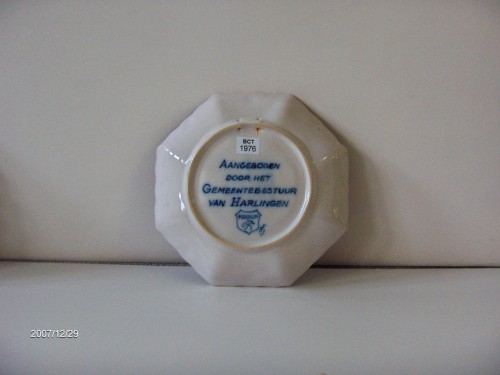 BCT
1976
AANGEBODEN
DOOR HET
GEMEENTEBESTUUR
VAN HARLINGEN
2007/12/29